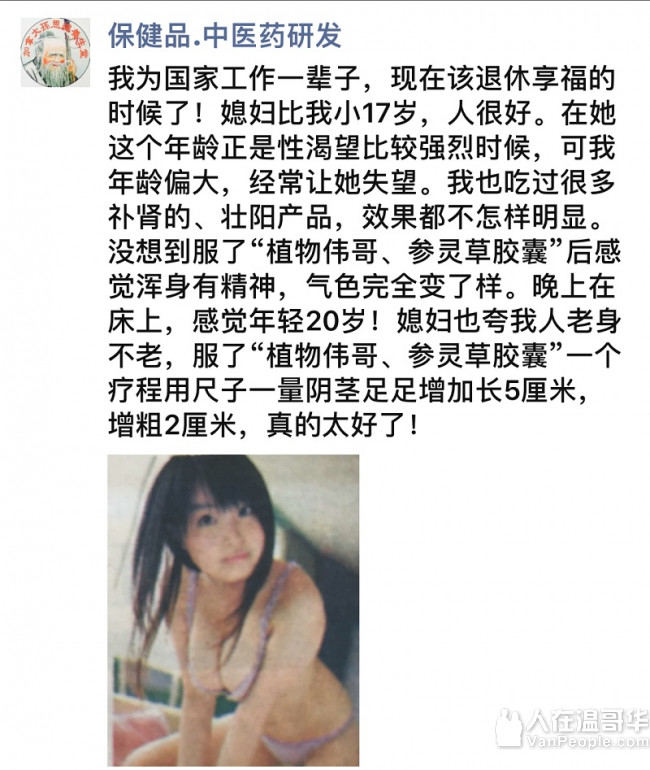 保健品.中医药研发
我为国家工作一辈子，现在该退休享福的
时候了！媳妇比我小17岁，人很好。在她
这个年龄正是性渴望比较强烈时候，可我
年龄偏大，经常让她失望。我也吃过很多
补肾的、壮阳产品，效果都不怎样明显。
没想到服了“植物伟哥、参灵草胶囊”后感
觉浑身有精神，气色完全变了样。晚上在
床上，感觉年轻20岁！媳妇也夸我人老身
不老，服了“植物伟哥、参灵草胶囊”一个
疗程用尺子一量阴茎足足增加长5厘米，
增粗2厘米，真的太好了！
人在温哥华
VanPeople.com